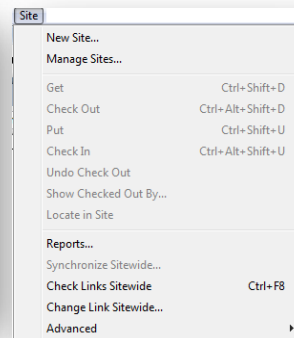 Site
New Site...
Manage Sites...
Get Ctrl+Shift+D
Check Out Ctrl+Alt+Shift+D
Put Ctrl+Shift+U
Check In Ctrl+Alt+Shift+U
Undo Check Out
Show Checked Out By...
Locate in Site
Reports...
Synchronize Sitewide...
Check Links Sitewide Ctrl+F8
Change Link Sitewide...
Advanced